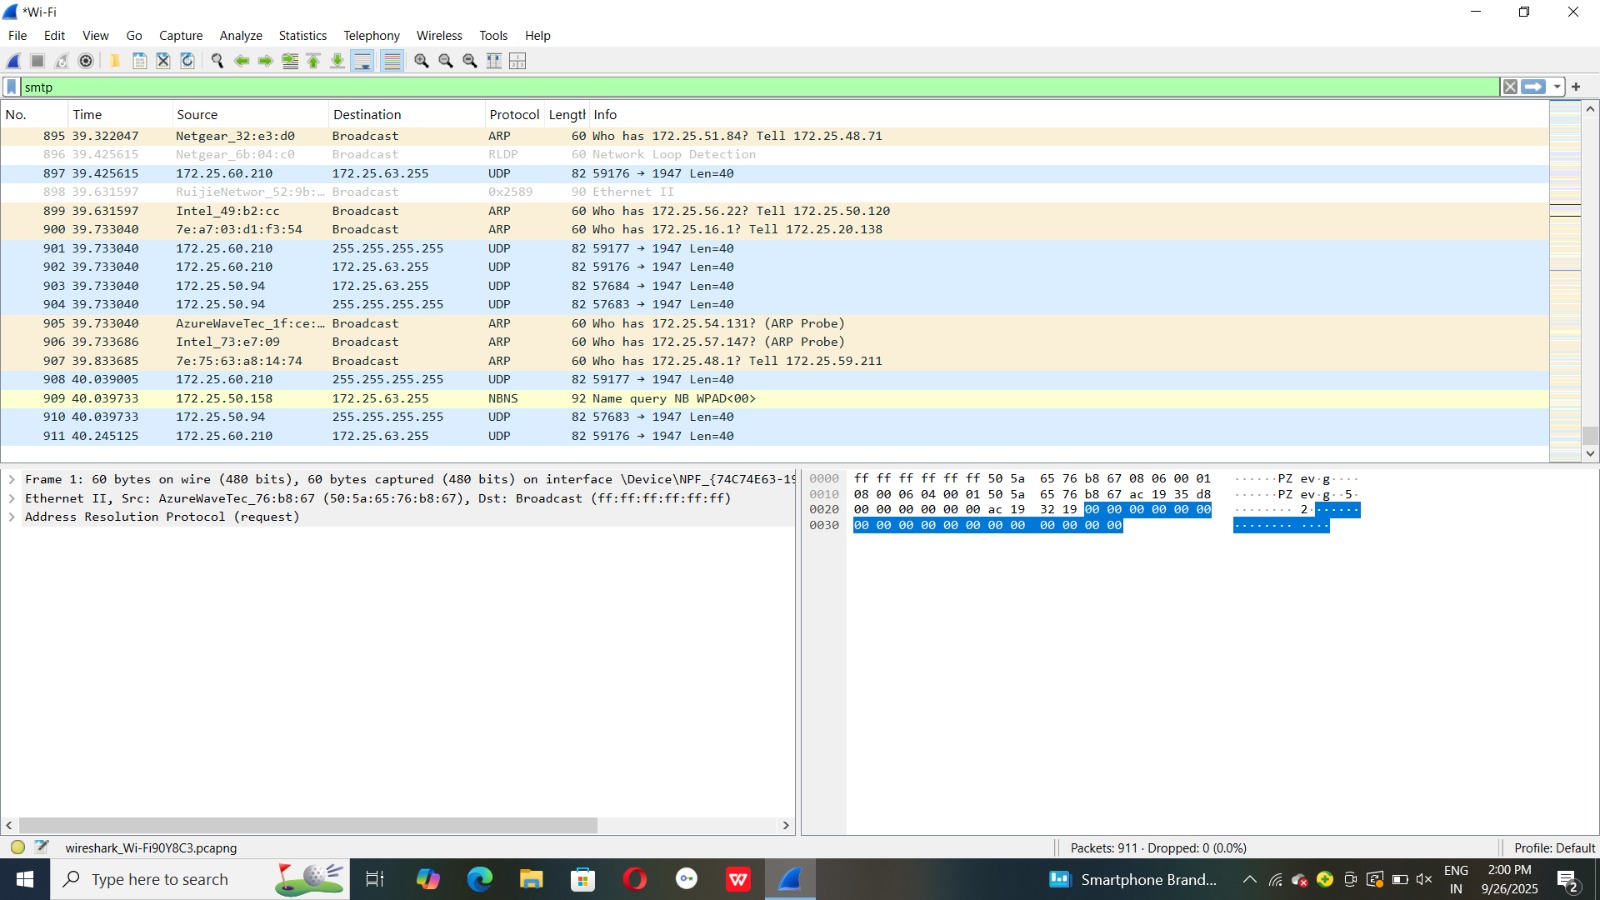 *Wi-Fi
File Edit View Go Capture Analyze Statistics Telephony Wireless Tools Help
smtp
No. Time Source Destination Protocol Length Info
895 39.322047 Netgear_32:e3:d0 Broadcast ARP 60 Who has 172.25.51.84? Tell 172.25.48.71
896 39.425615 Netgear_6b:04:c0 Broadcast RLDP 60 Network Loop Detection
897 39.425615 172.25.60.210 172.25.63.255 UDP 82 59176 → 1947 Len=40
898 39.631597 RuijieNetwor_52:9b:… Broadcast 0x2589 90 Ethernet II
899 39.631597 Intel_49:b2:cc Broadcast ARP 60 Who has 172.25.56.22? Tell 172.25.50.120
900 39.733040 7e:a7:03:d1:f3:54 Broadcast ARP 60 Who has 172.25.16.1? Tell 172.25.20.138
901 39.733040 172.25.60.210 255.255.255.255 UDP 82 59177 → 1947 Len=40
902 39.733040 172.25.60.210 172.25.63.255 UDP 82 59176 → 1947 Len=40
903 39.733040 172.25.50.94 172.25.63.255 UDP 82 57684 → 1947 Len=40
904 39.733040 172.25.50.94 255.255.255.255 UDP 82 57683 → 1947 Len=40
905 39.733040 AzureWaveTec_1f:ce:… Broadcast ARP 60 Who has 172.25.54.131? (ARP Probe)
906 39.733686 Intel_73:e7:09 Broadcast ARP 60 Who has 172.25.57.147? (ARP Probe)
907 39.833685 7e:75:63:a8:14:74 Broadcast ARP 60 Who has 172.25.48.1? Tell 172.25.59.211
908 40.039005 172.25.60.210 255.255.255.255 UDP 82 59177 → 1947 Len=40
909 40.039733 172.25.50.158 172.25.63.255 NBNS 92 Name query NB WPAD<00>
910 40.039733 172.25.50.94 255.255.255.255 UDP 82 57683 → 1947 Len=40
911 40.245125 172.25.60.210 172.25.63.255 UDP 82 59176 → 1947 Len=40
Frame 1: 60 bytes on wire (480 bits), 60 bytes captured (480 bits) on interface \Device\NPF_{74C74E63-19
Ethernet II, Src: AzureWaveTec_76:b8:67 (50:5a:65:76:b8:67), Dst: Broadcast (ff:ff:ff:ff:ff:ff)
Address Resolution Protocol (request)
0000 ff ff ff ff ff ff 50 5a 65 76 b8 67 08 06 00 01 ······PZ ev·g····
0010 08 00 06 04 00 01 50 5a 65 76 b8 67 ac 19 35 d8 ······PZ ev·g··5·
0020 00 00 00 00 00 00 ac 19 32 19 00 00 00 00 00 00 ········ 2·······
0030 00 00 00 00 00 00 00 00 00 00 00 00 ········ ····
wireshark_Wi-Fi90Y8C3.pcapng
Packets: 911 · Dropped: 0 (0.0%)
Profile: Default
Type here to search
W
Smartphone Brand...
ENG
IN
2:00 PM
9/26/2025
2